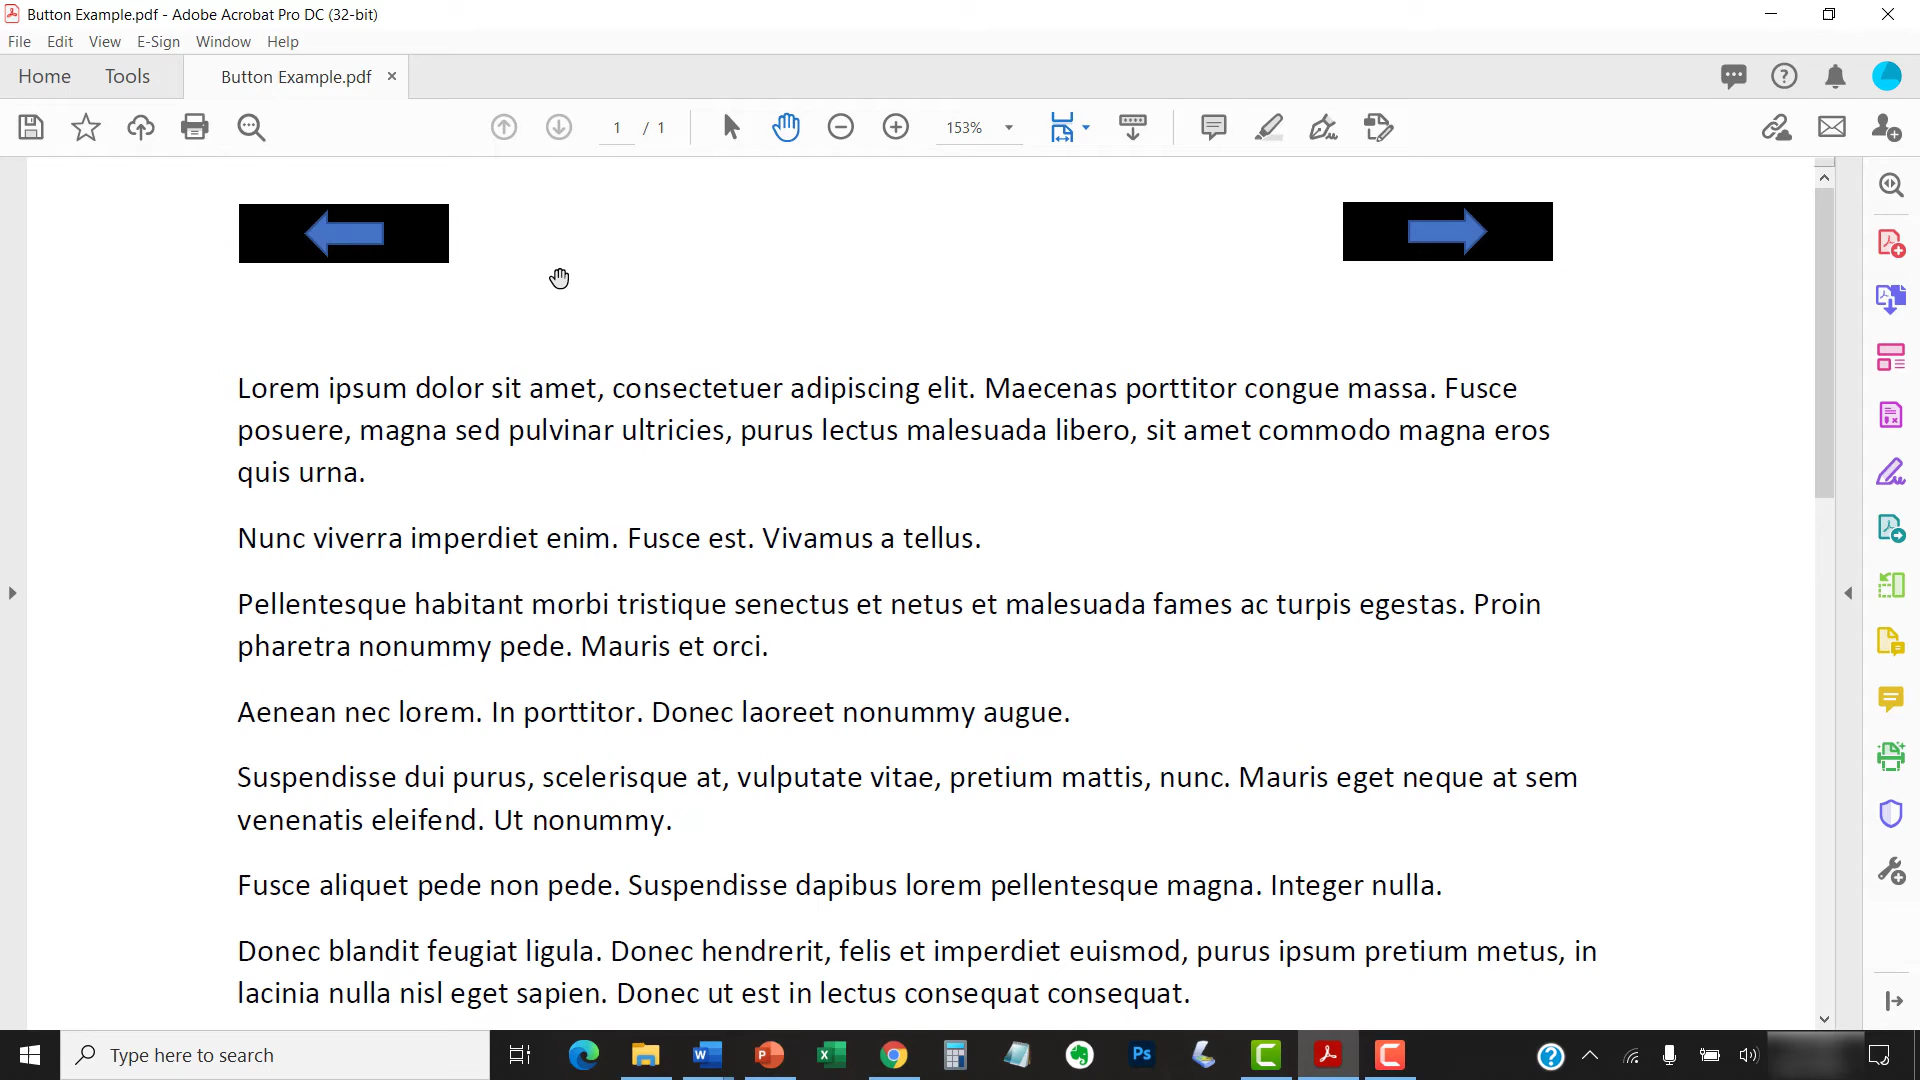 Button Example.pdf - Adobe Acrobat Pro DC (32-bit)
File Edit View E-Sign Window Help
Home Tools Button Example.pdf
1 / 1 153%
Lorem ipsum dolor sit amet, consectetuer adipiscing elit. Maecenas porttitor congue massa. Fusce
posuere, magna sed pulvinar ultricies, purus lectus malesuada libero, sit amet commodo magna eros
quis urna.
Nunc viverra imperdiet enim. Fusce est. Vivamus a tellus.
Pellentesque habitant morbi tristique senectus et netus et malesuada fames ac turpis egestas. Proin
pharetra nonummy pede. Mauris et orci.
Aenean nec lorem. In porttitor. Donec laoreet nonummy augue.
Suspendisse dui purus, scelerisque at, vulputate vitae, pretium mattis, nunc. Mauris eget neque at sem
venenatis eleifend. Ut nonummy.
Fusce aliquet pede non pede. Suspendisse dapibus lorem pellentesque magna. Integer nulla.
Donec blandit feugiat ligula. Donec hendrerit, felis et imperdiet euismod, purus ipsum pretium metus, in
lacinia nulla nisl eget sapien. Donec ut est in lectus consequat consequat.
Type here to search